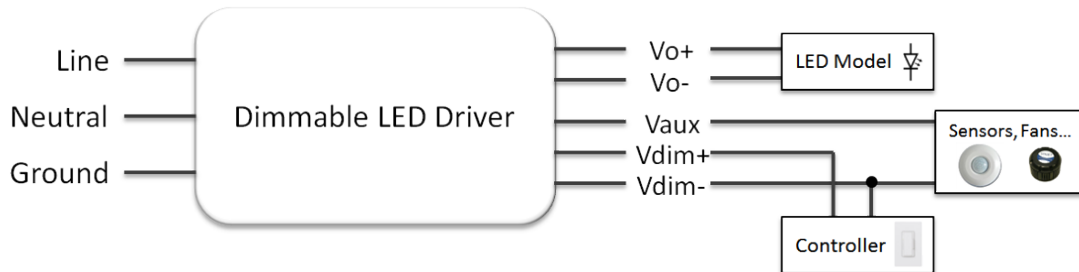 Line
Neutral
Ground
Dimmable LED Driver
Vo+
Vo-
Vaux
Vdim+
Vdim-
LED Model
Sensors, Fans...
Controller